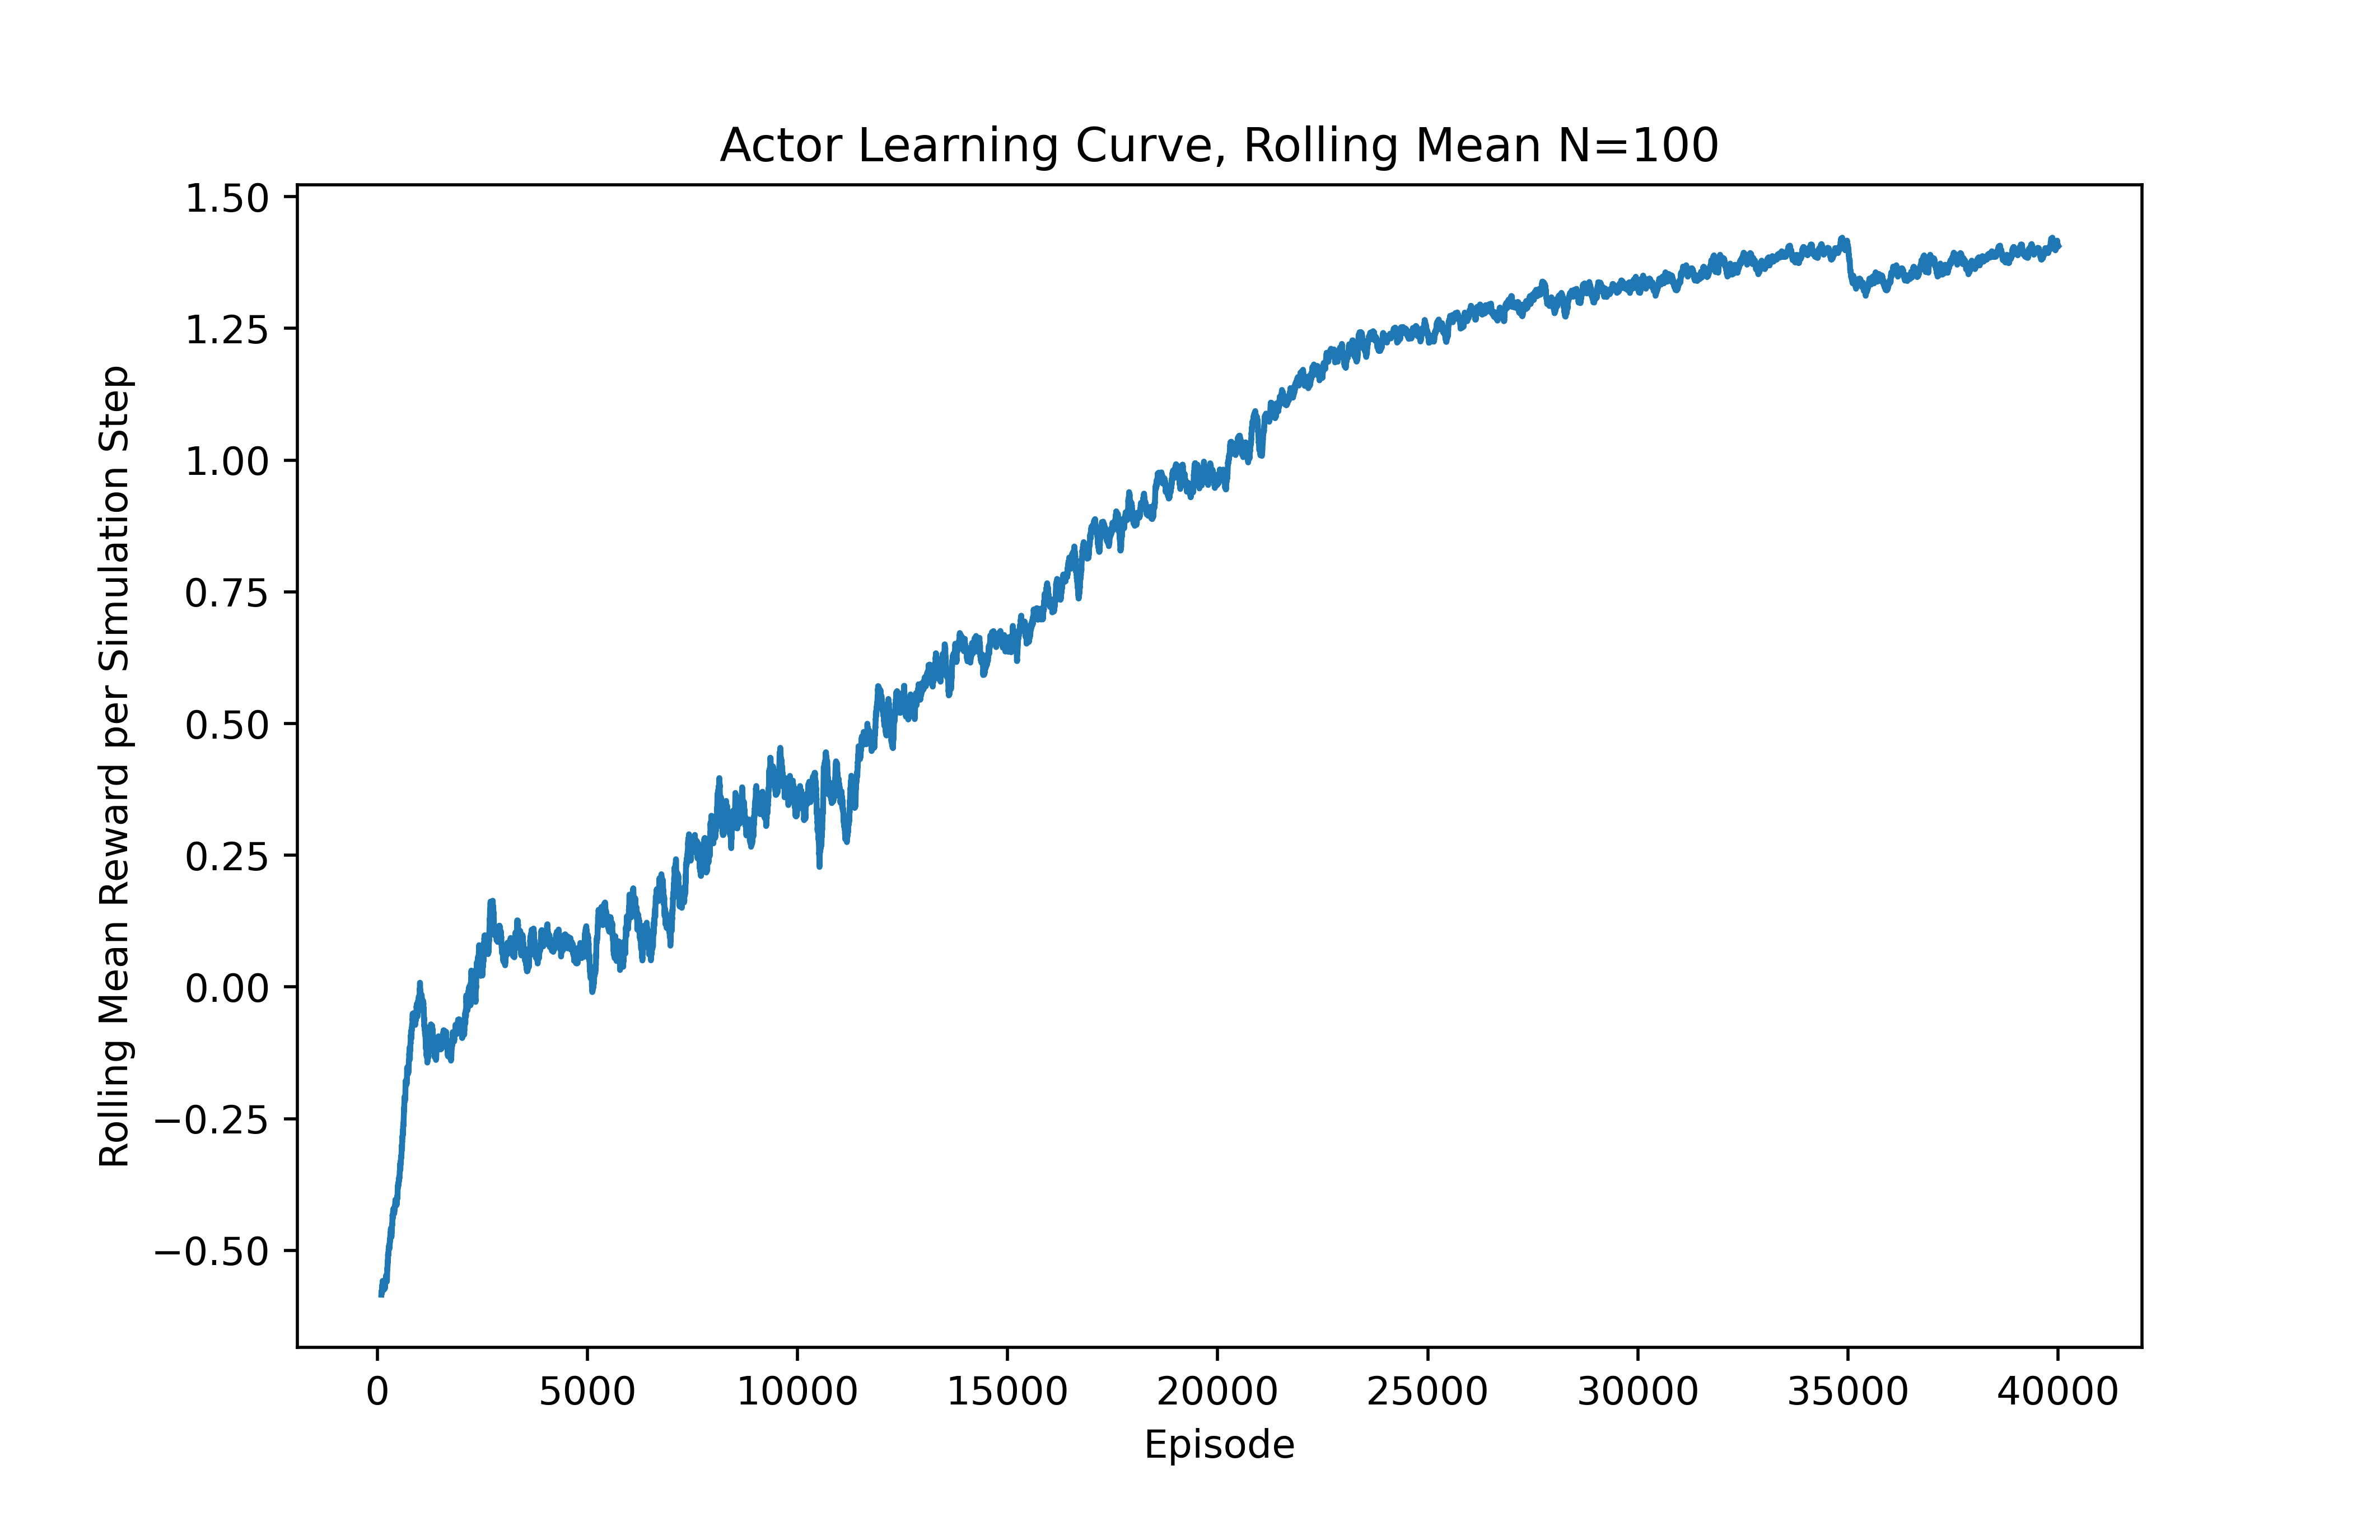 Actor Learning Curve, Rolling Mean N=100
Rolling Mean Reward per Simulation Step
1.50
1.25
1.00
0.75
0.50
0.25
0.00
−0.25
−0.50
0 5000 10000 15000 20000 25000 30000 35000 40000
Episode